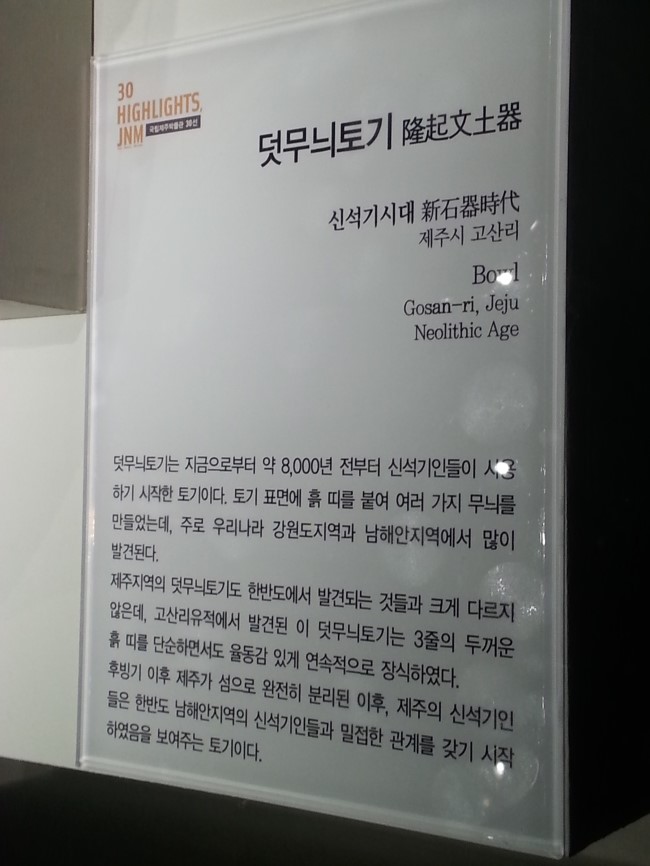 30
HIGHLIGHTS,
JNM 국립제주박물관 30선
덧무늬토기 隆起文土器
신석기시대 新石器時代
제주시 고산리
Bowl
Gosan-ri, Jeju
Neolithic Age
덧무늬토기는 지금으로부터 약 8,000년 전부터 신석기인들이 사용
하기 시작한 토기이다. 토기 표면에 흙 띠를 붙여 여러 가지 무늬를
만들었는데, 주로 우리나라 강원도지역과 남해안지역에서 많이
발견된다.
제주지역의 덧무늬토기도 한반도에서 발견되는 것들과 크게 다르지
않은데, 고산리유적에서 발견된 이 덧무늬토기는 3줄의 두꺼운
흙 띠를 단순하면서도 율동감 있게 연속적으로 장식하였다.
후빙기 이후 제주가 섬으로 완전히 분리된 이후, 제주의 신석기인
들은 한반도 남해안지역의 신석기인들과 밀접한 관계를 갖기 시작
하였음을 보여주는 토기이다.